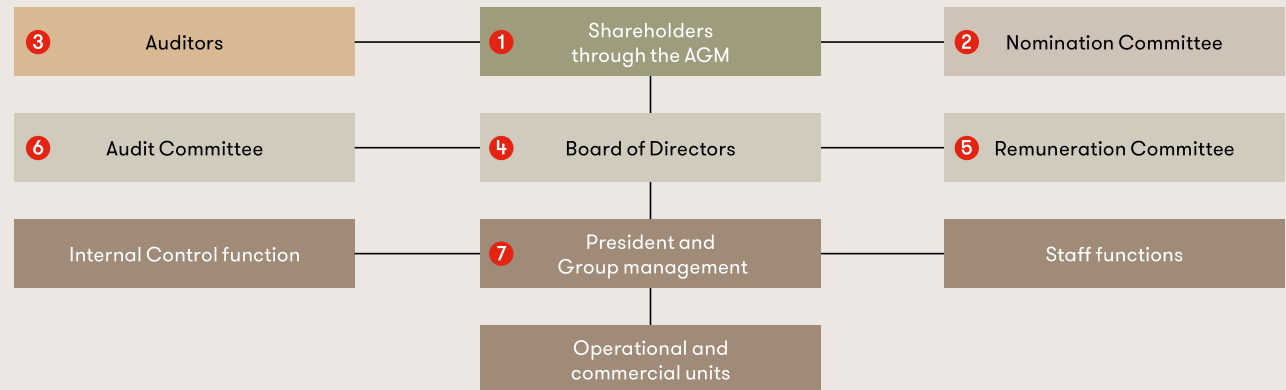 3 Auditors
1 Shareholders
through the AGM
2 Nomination Committee
6 Audit Committee
4 Board of Directors
5 Remuneration Committee
Internal Control function
7 President and
Group management
Staff functions
Operational and
commercial units